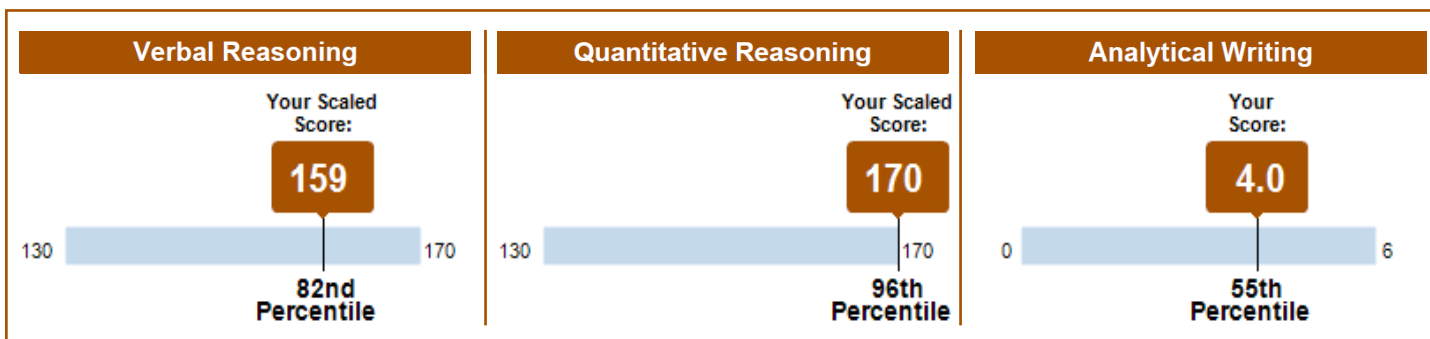 Verbal Reasoning
Your Scaled
Score:
159
130
170
82nd
Percentile
Quantitative Reasoning
Your Scaled
Score:
170
130
170
96th
Percentile
Analytical Writing
Your
Score:
4.0
0
6
55th
Percentile